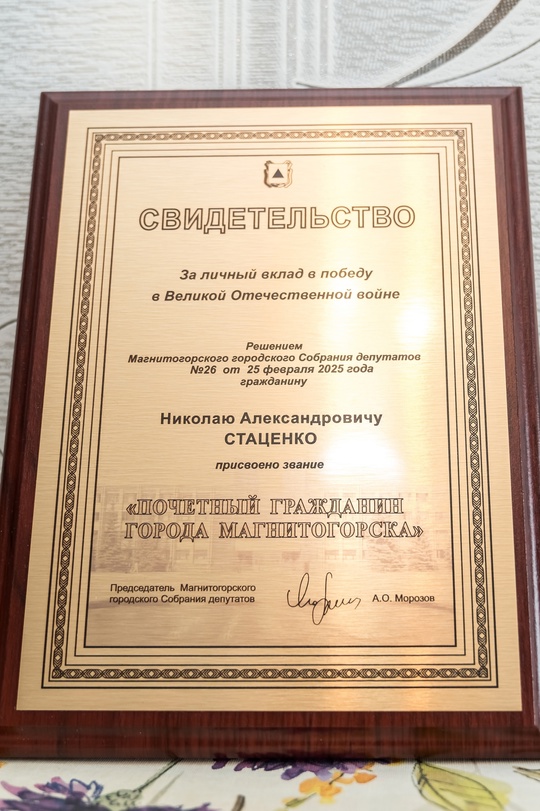 СВИДЕТЕЛЬСТВО
За личный вклад в победу
в Великой Отечественной войне
Решением
Магнитогорского городского Собрания депутатов
№26 от 25 февраля 2025 года
гражданину
Николаю Александровичу
СТАЦЕНКО
присвоено звание
«ПОЧЕТНЫЙ ГРАЖДАНИН
ГОРОДА МАГНИТОГОРСКА»
Председатель Магнитогорского
городского Собрания депутатов
А.О. Морозов